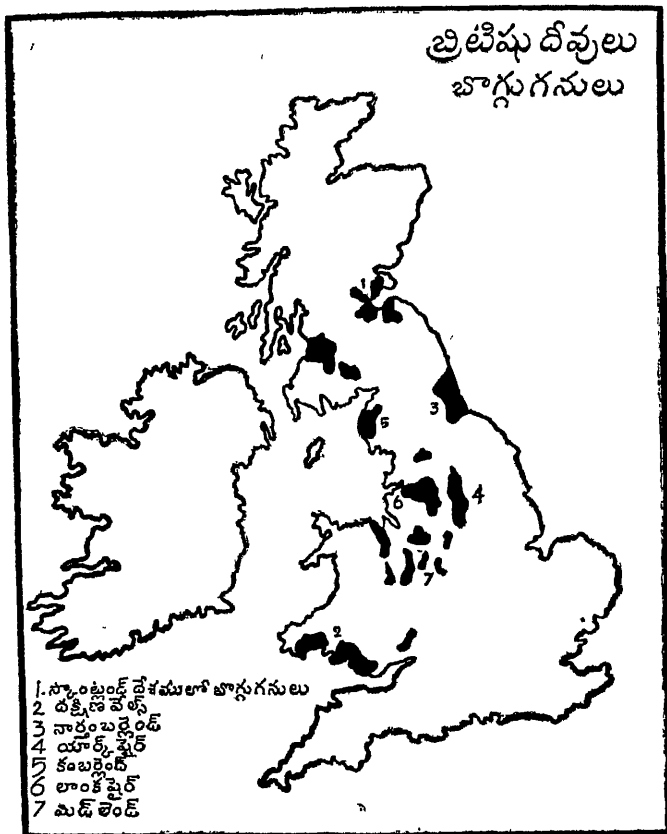 బ్రిటిషు దీవులు
బొగ్గు గనులు
1
3
5
6
4
7
2
1. స్కాంట్లండ్ దేశములో బొగ్గుగనులు
2 దక్షిణ వేల్స్
3 నార్తంబర్లెండ్
4 యార్క్ షైర్
5 కంబర్లెండ్
6 లాంకషైర్
7 మిడ్ లెండ్